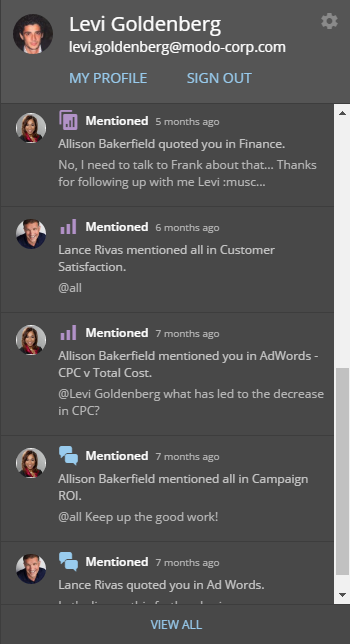 Levi Goldenberg
levi.goldenberg@modo-corp.com
MY PROFILE SIGN OUT
Mentioned 5 months ago
Allison Bakerfield quoted you in Finance.
No, I need to talk to Frank about that... Thanks
for following up with me Levi :musc...
Mentioned 6 months ago
Lance Rivas mentioned all in Customer
Satisfaction.
@all
Mentioned 7 months ago
Allison Bakerfield mentioned you in AdWords -
CPC v Total Cost.
@Levi Goldenberg what has led to the decrease
in CPC?
Mentioned 7 months ago
Allison Bakerfield mentioned all in Campaign
ROI.
@all Keep up the good work!
Mentioned 7 months ago
Lance Rivas quoted you in Ad Words.
VIEW ALL